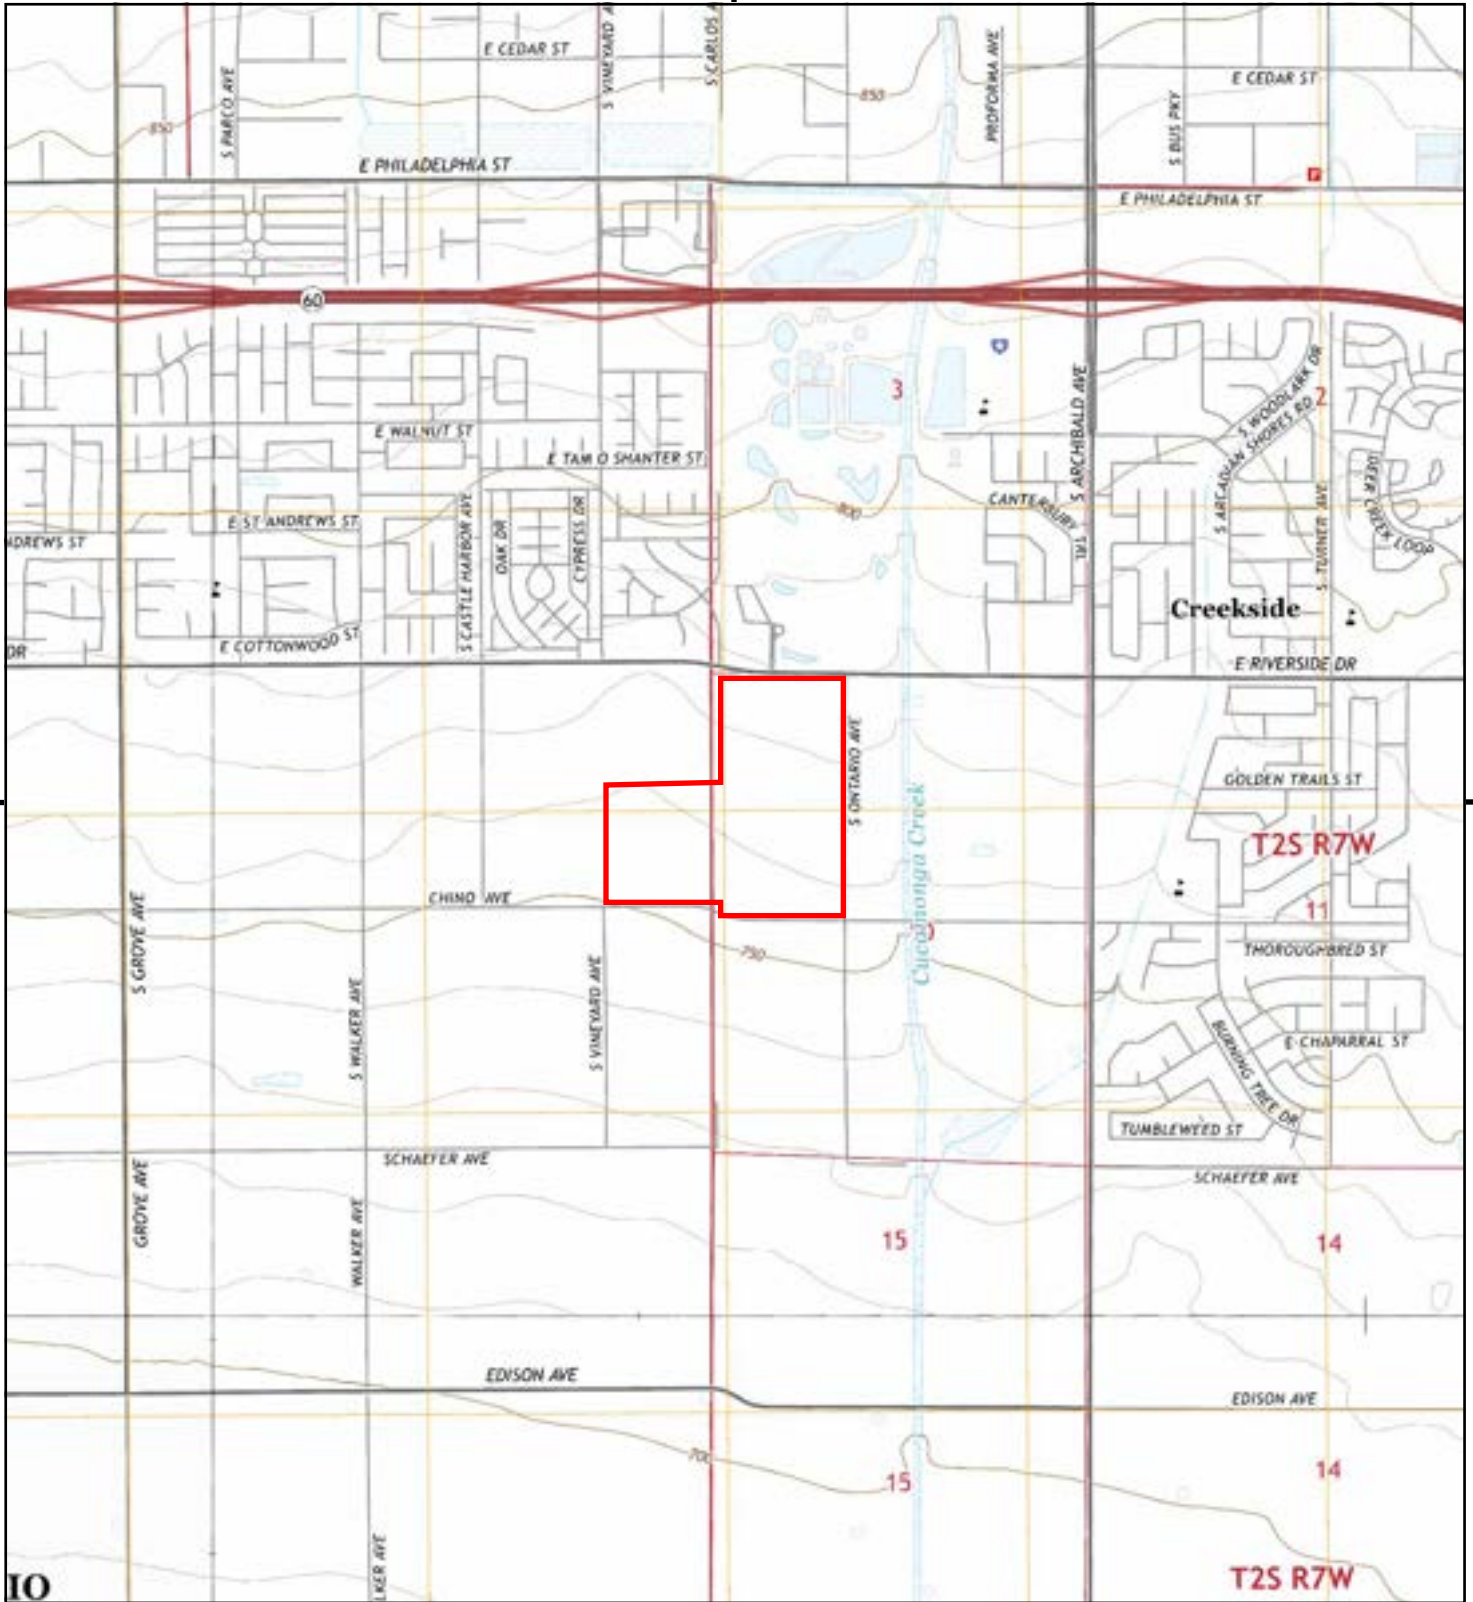 E CEDAR ST
S VINEYARD A
S CARLOS A
S PARCO AVE
850
850
PROFORMA AVE
E CEDAR ST
S BUS PKY
F
E PHILADELPHIA ST
E PHILADELPHIA ST
60
3
S ARCHIBALD AVE
S WOODLARK DR
2
S ARCADIAN SHORES RD
E WALNUT ST
E TAM O SHANTER ST
DEER CREEK LOOP
S CASTLE HARBOR AVE
CANTERBURY TRL
800
S TURNER AVE
E ST ANDREWS ST
NDREWS ST
OAK DR
CYPRESS DR
Creekside
E COTTONWOOD ST
DR
E RIVERSIDE DR
S ONTARIO AVE
GOLDEN TRAILS ST
Cucamonga Creek
T2S R7W
CHINO AVE
S GROVE AVE
11
750
THOROUGHBRED ST
S WALKER AVE
S VINEYARD AVE
BURNING TREE DR
E CHAPARRAL ST
TUMBLEWEED ST
SCHAEFER AVE
SCHAEFER AVE
GROVE AVE
WALKER AVE
15
14
EDISON AVE
EDISON AVE
700
15
14
LKER AVE
IO
T2S R7W